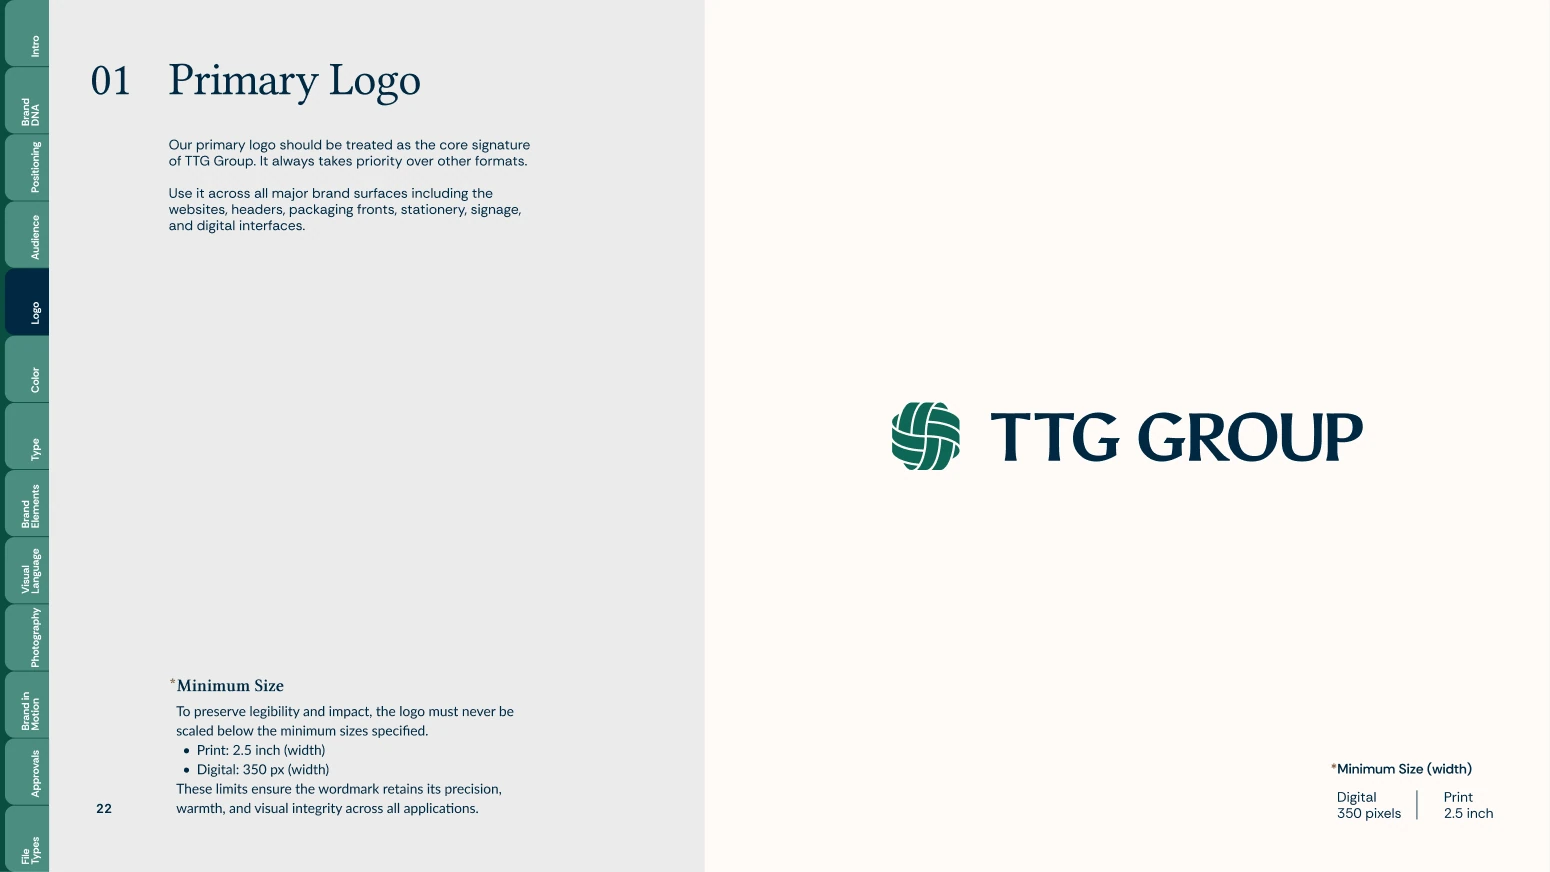 Intro
Brand
DNA
Positioning
Audience
Logo
Color
Type
Brand
Elements
Visual
Language
Photography
Brand in
Motion
Approvals
File
Types
01 Primary Logo
Our primary logo should be treated as the core signature
of TTG Group. It always takes priority over other formats.
Use it across all major brand surfaces including the
websites, headers, packaging fronts, stationery, signage,
and digital interfaces.
*Minimum Size
To preserve legibility and impact, the logo must never be
scaled below the minimum sizes specified.
• Print: 2.5 inch (width)
• Digital: 350 px (width)
These limits ensure the wordmark retains its precision,
warmth, and visual integrity across all applications.
22
TTG GROUP
*Minimum Size (width)
Digital
350 pixels
Print
2.5 inch